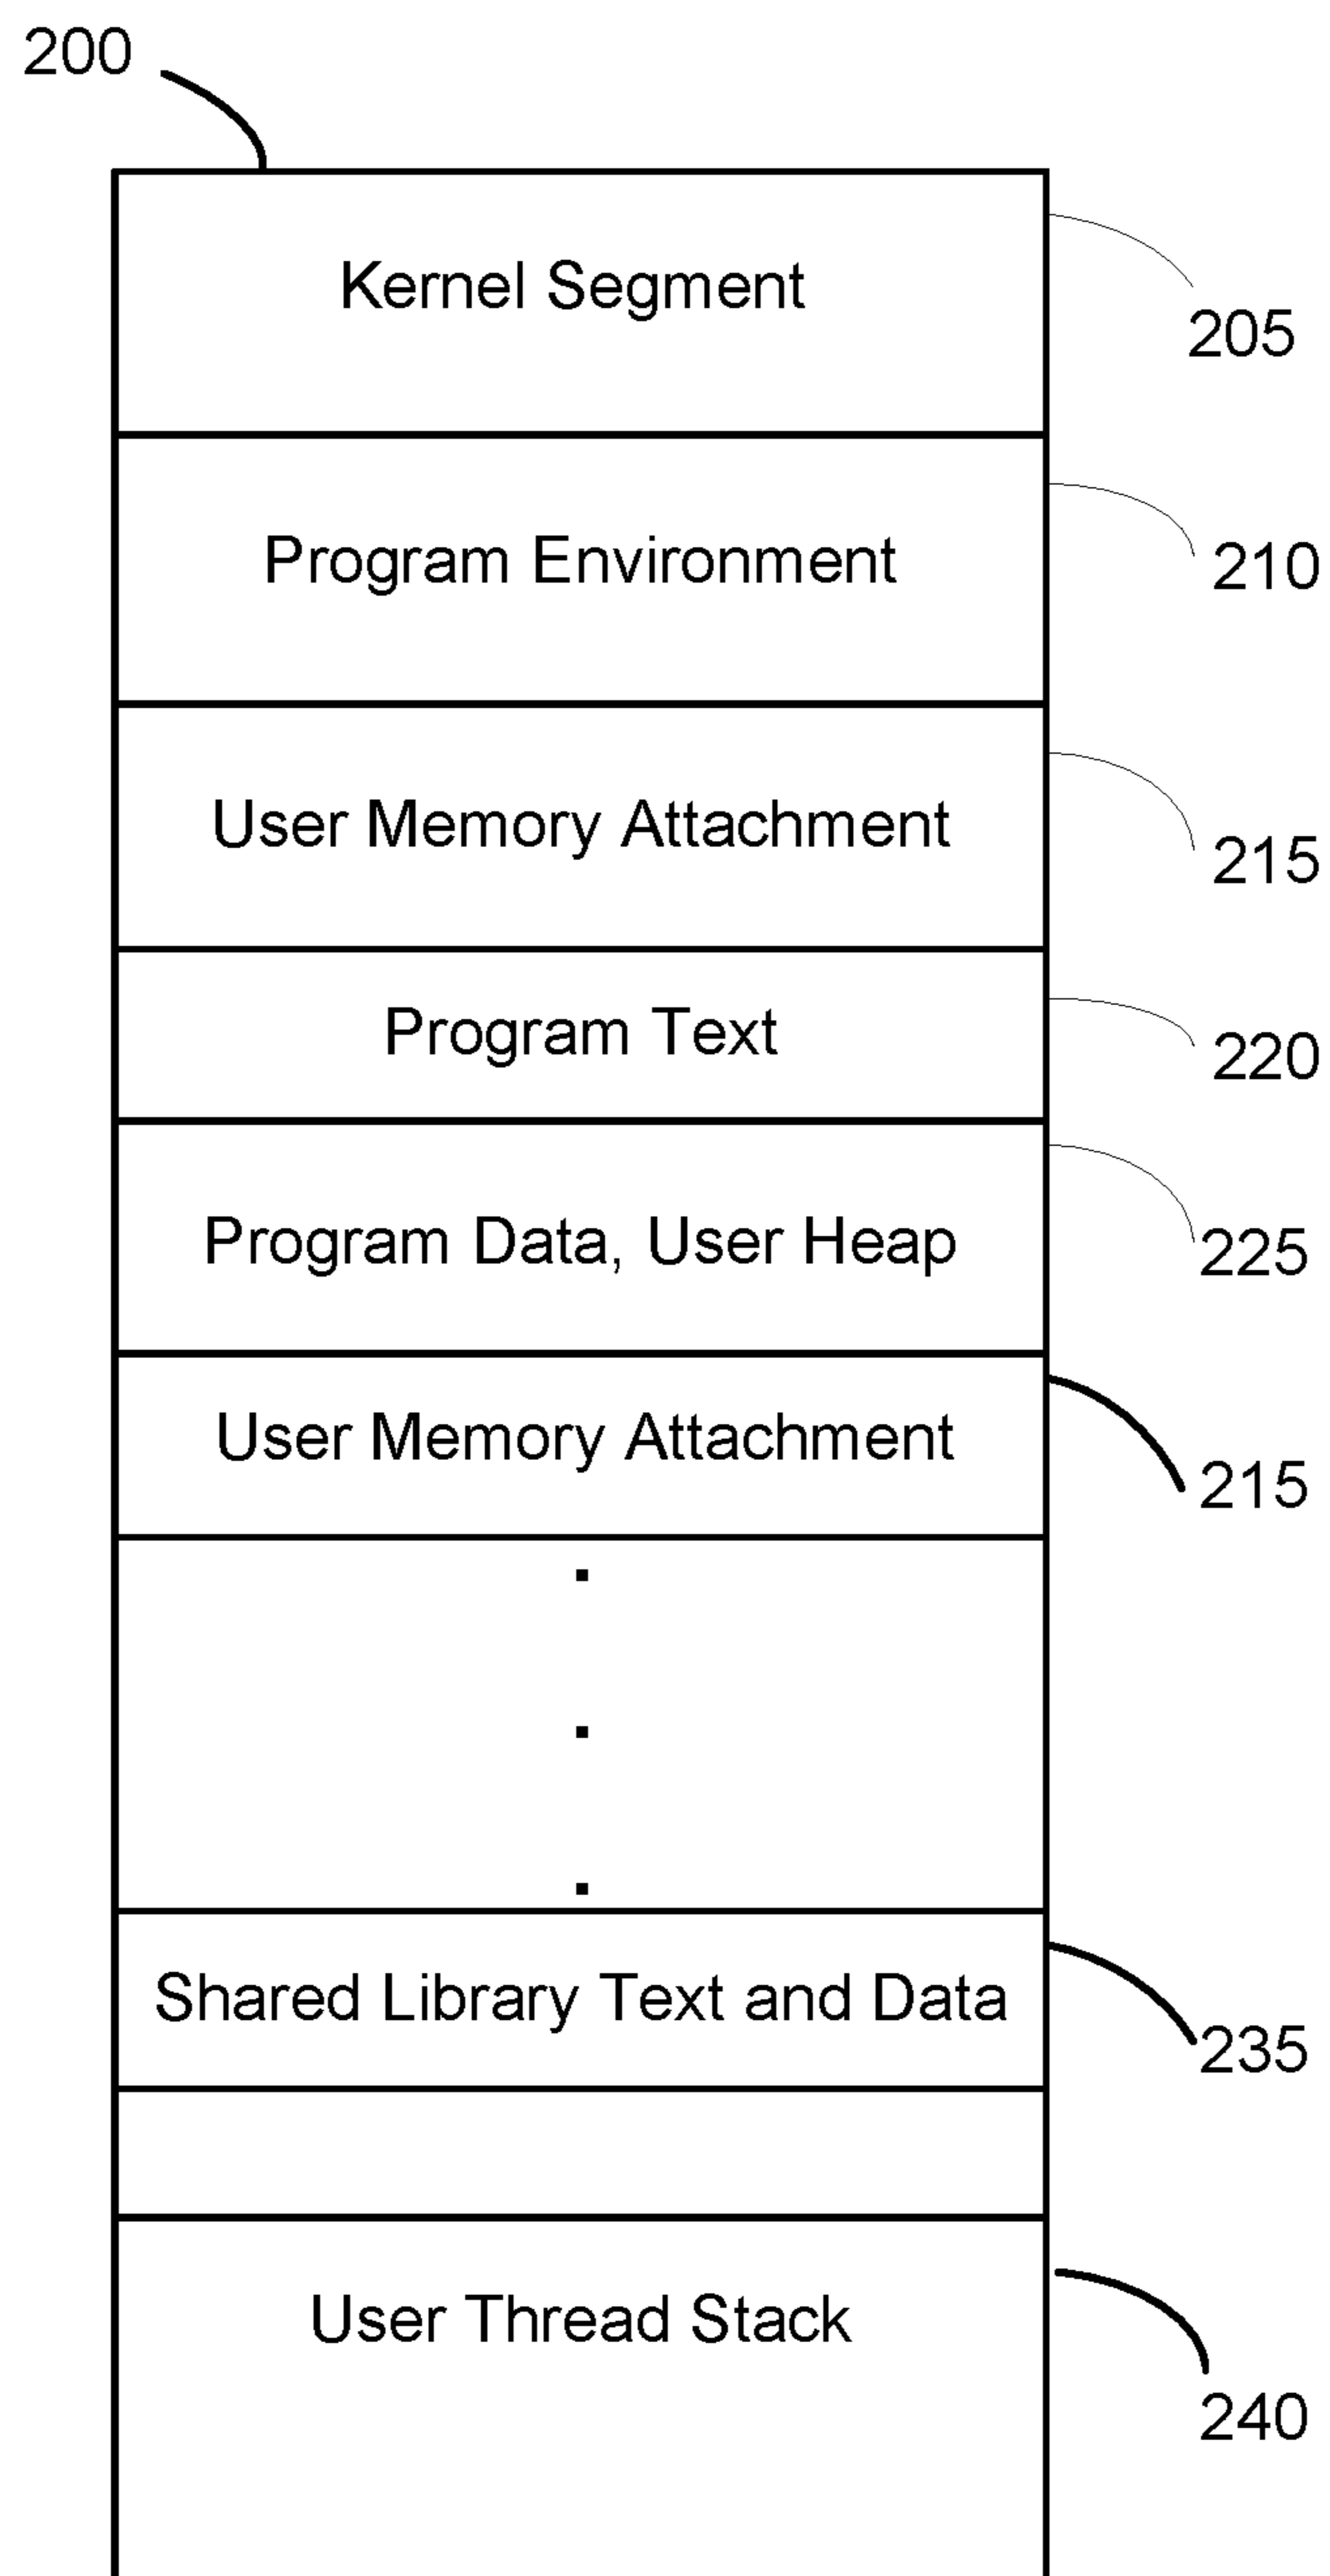 200
Kernel Segment
205
Program Environment
210
User Memory Attachment
215
Program Text
220
Program Data, User Heap
225
User Memory Attachment
215
.
.
.
Shared Library Text and Data
235
User Thread Stack
240